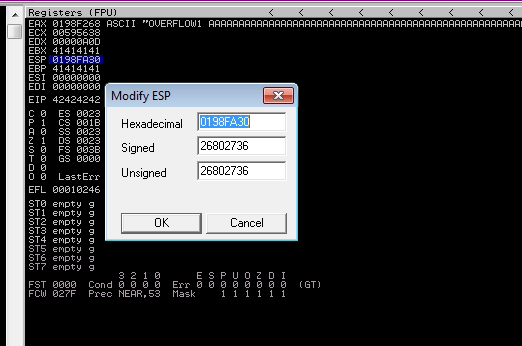 Registers (FPU) < < < < < < <
EAX 0198F268 ASCII "OVERFLOW1 AAAAAAAAAAAAAAAAAAAAAAAAAAAAAAAAAAAAAAAAAAA
ECX 00595638
EDX 00000A0D
EBX 41414141
ESP 0198FA30
EBP 41414141
ESI 00000000
EDI 00000000
EIP 42424242
C 0 ES 0023
P 1 CS 001B
A 0 SS 0023
Z 1 DS 0023
S 0 FS 003B
T 0 GS 0000
D 0
O 0 LastErr
EFL 00010246
ST0 empty g
ST1 empty g
ST2 empty g
ST3 empty g
ST4 empty g
ST5 empty g
ST6 empty g
ST7 empty g
3 2 1 0 E S P U O Z D I
FST 0000 Cond 0 0 0 0 Err 0 0 0 0 0 0 0 0 (GT)
FCW 027F Prec NEAR,53 Mask 1 1 1 1 1 1
Modify ESP
Hexadecimal 0198FA30
Signed 26802736
Unsigned 26802736
OK Cancel